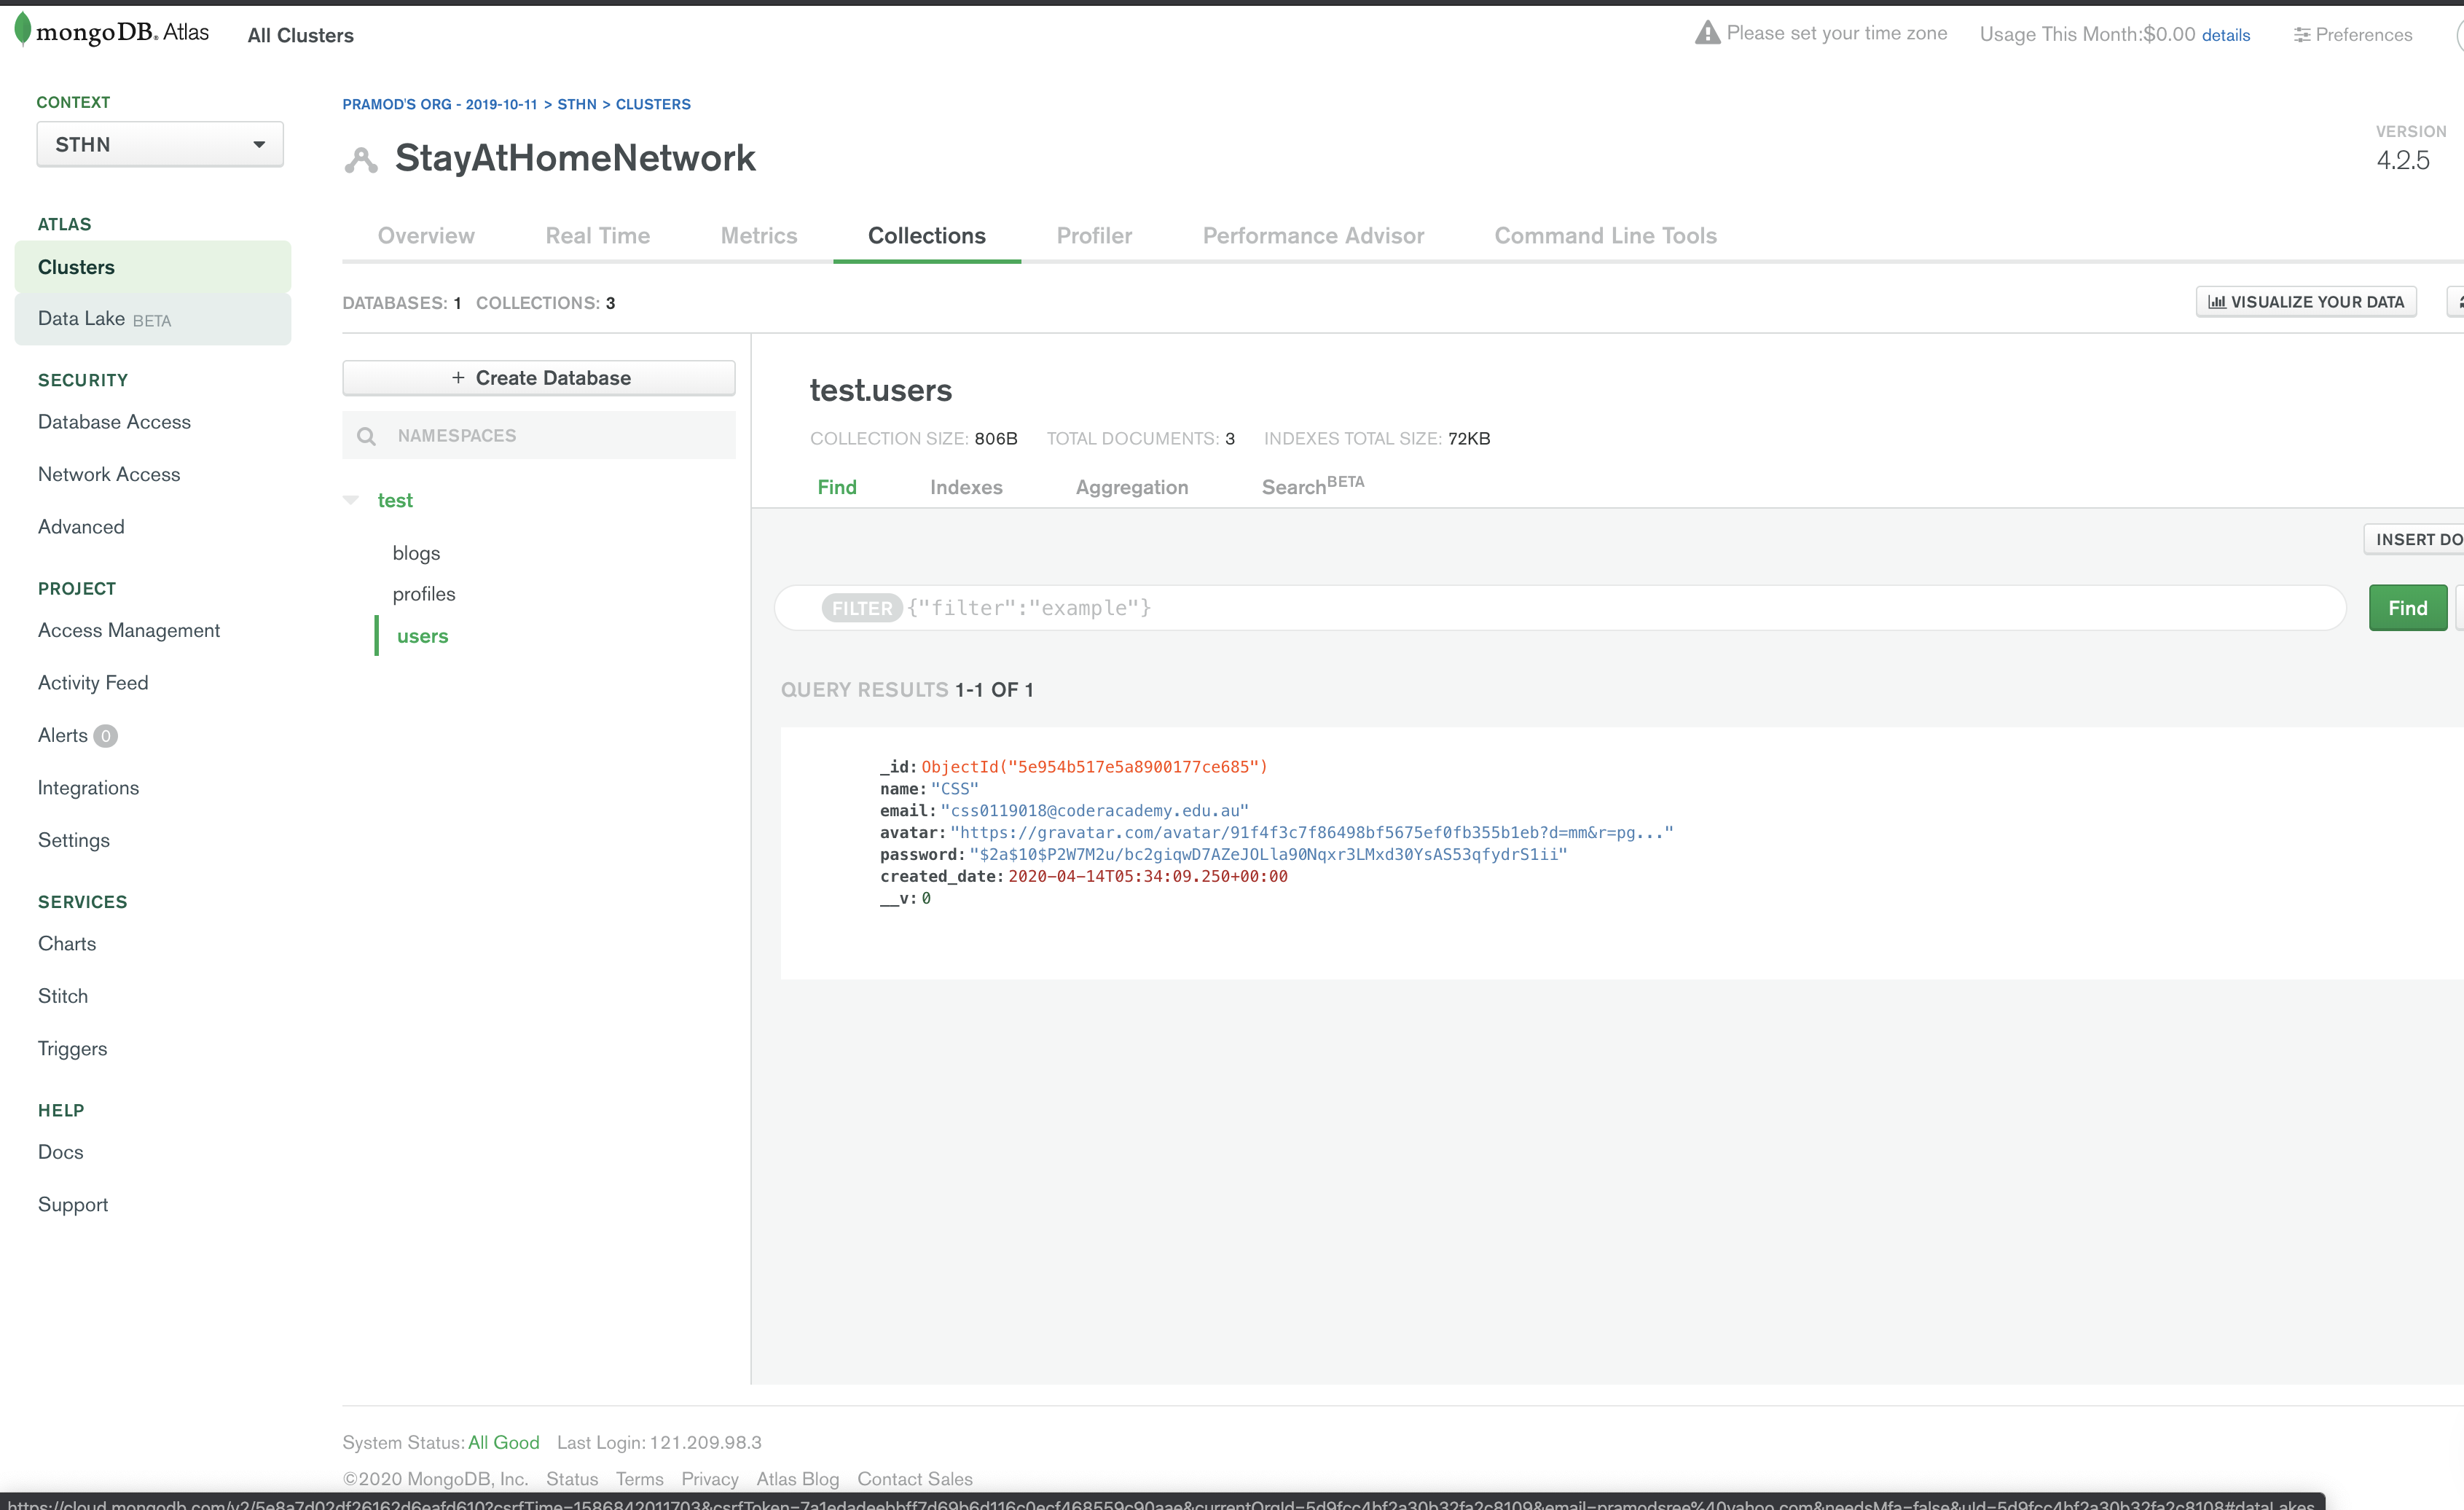 mongoDB. Atlas All Clusters Please set your time zone Usage This Month:$0.00 details Preferences
CONTEXT
STHN
ATLAS
Clusters
Data Lake BETA
SECURITY
Database Access
Network Access
Advanced
PROJECT
Access Management
Activity Feed
Alerts 0
Integrations
Settings
SERVICES
Charts
Stitch
Triggers
HELP
Docs
Support
PRAMOD'S ORG - 2019-10-11 > STHN > CLUSTERS
StayAtHomeNetwork
VERSION
4.2.5
Overview Real Time Metrics Collections Profiler Performance Advisor Command Line Tools
DATABASES: 1 COLLECTIONS: 3 VISUALIZE YOUR DATA
+ Create Database
NAMESPACES
test
blogs
profiles
users
test.users
COLLECTION SIZE: 806B TOTAL DOCUMENTS: 3 INDEXES TOTAL SIZE: 72KB
Find Indexes Aggregation Search BETA
INSERT DO
FILTER {"filter":"example"} Find
QUERY RESULTS 1-1 OF 1
_id: ObjectId("5e954b517e5a8900177ce685")
name: "CSS"
email: "css0119018@coderacademy.edu.au"
avatar: "https://gravatar.com/avatar/91f4f3c7f86498bf5675ef0fb355b1eb?d=mm&r=pg..."
password: "$2a$10$P2W7M2u/bc2giqwD7AZeJOLla90Nqxr3LMxd30YsAS53qfydrS1ii"
created_date: 2020-04-14T05:34:09.250+00:00
__v: 0
System Status: All Good Last Login: 121.209.98.3
©2020 MongoDB, Inc. Status Terms Privacy Atlas Blog Contact Sales